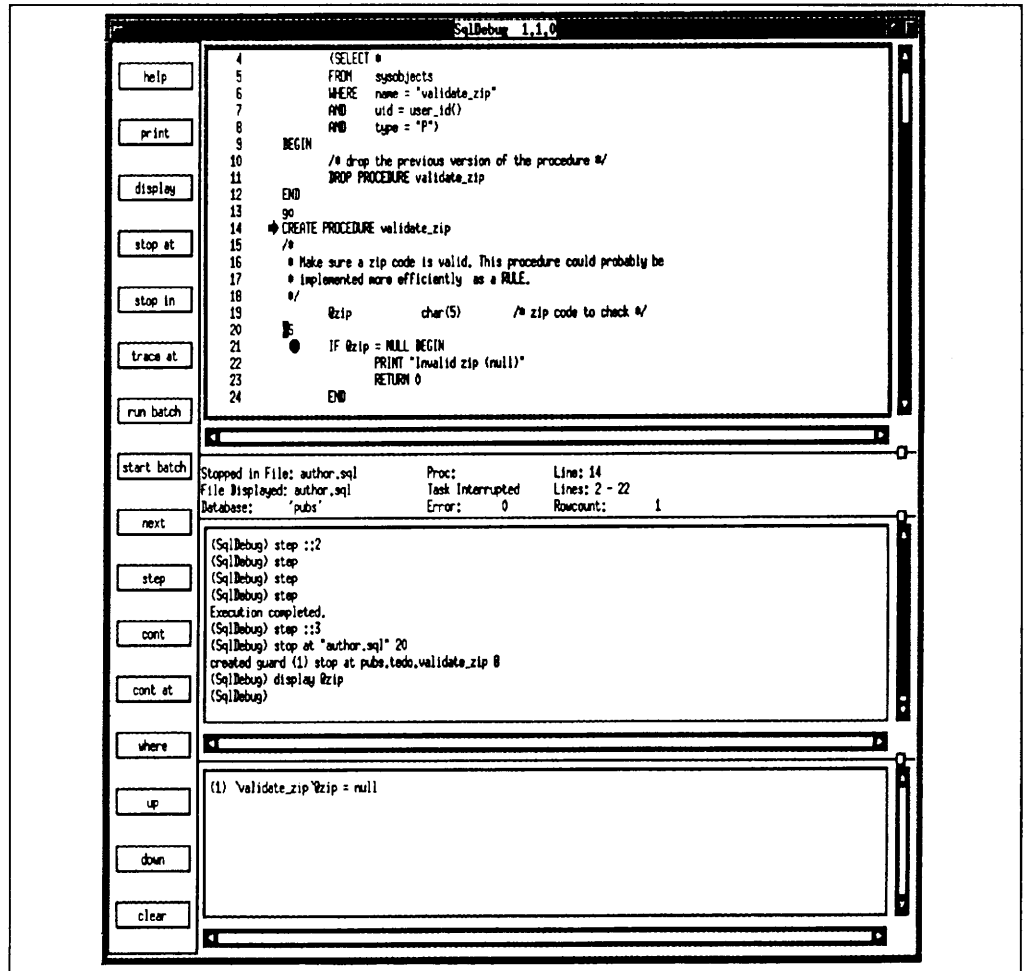 SqlDebug 1.1.0
help
print
display
stop at
stop in
trace at
run batch
start batch
next
step
cont
cont at
where
up
down
clear
4 (SELECT *
5 FROM sysobjects
6 WHERE name = "validate_zip"
7 AND uid = user_id()
8 AND type = "P")
9 BEGIN
10 /* drop the previous version of the procedure */
11 DROP PROCEDURE validate_zip
12 END
13 go
14 CREATE PROCEDURE validate_zip
15 /*
16 * Make sure a zip code is valid. This procedure could probably be
17 * implemented more efficiently as a RULE.
18 */
19 @zip char(5) /* zip code to check */
20 AS
21 IF @zip = NULL BEGIN
22 PRINT "Invalid zip (null)"
23 RETURN 0
24 END
Stopped in File: author.sql Proc: Line: 14
File Displayed: author.sql Task Interrupted Lines: 2 - 22
Database: 'pubs' Error: 0 Rowcount: 1
(SqlDebug) step ::2
(SqlDebug) step
(SqlDebug) step
(SqlDebug) step
Execution completed.
(SqlDebug) step ::3
(SqlDebug) stop at "author.sql" 20
created guard (1) stop at pubs.tedo.validate_zip 8
(SqlDebug) display @zip
(SqlDebug)
(1) \validate_zip`@zip = null